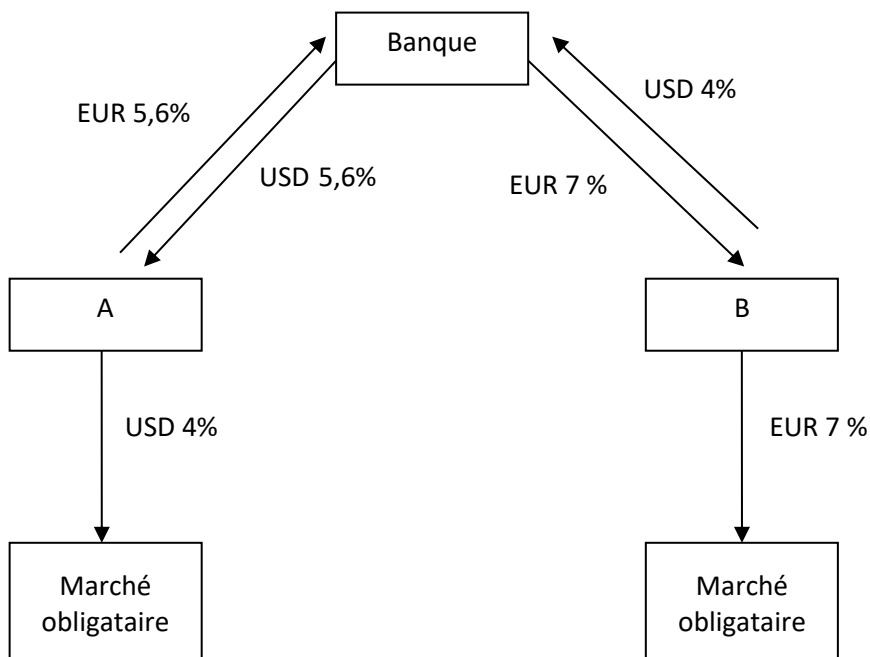 Banque
USD 4%
EUR 5,6%
USD 5,6%
EUR 7 %
A
B
USD 4%
EUR 7 %
Marché
obligataire
Marché
obligataire